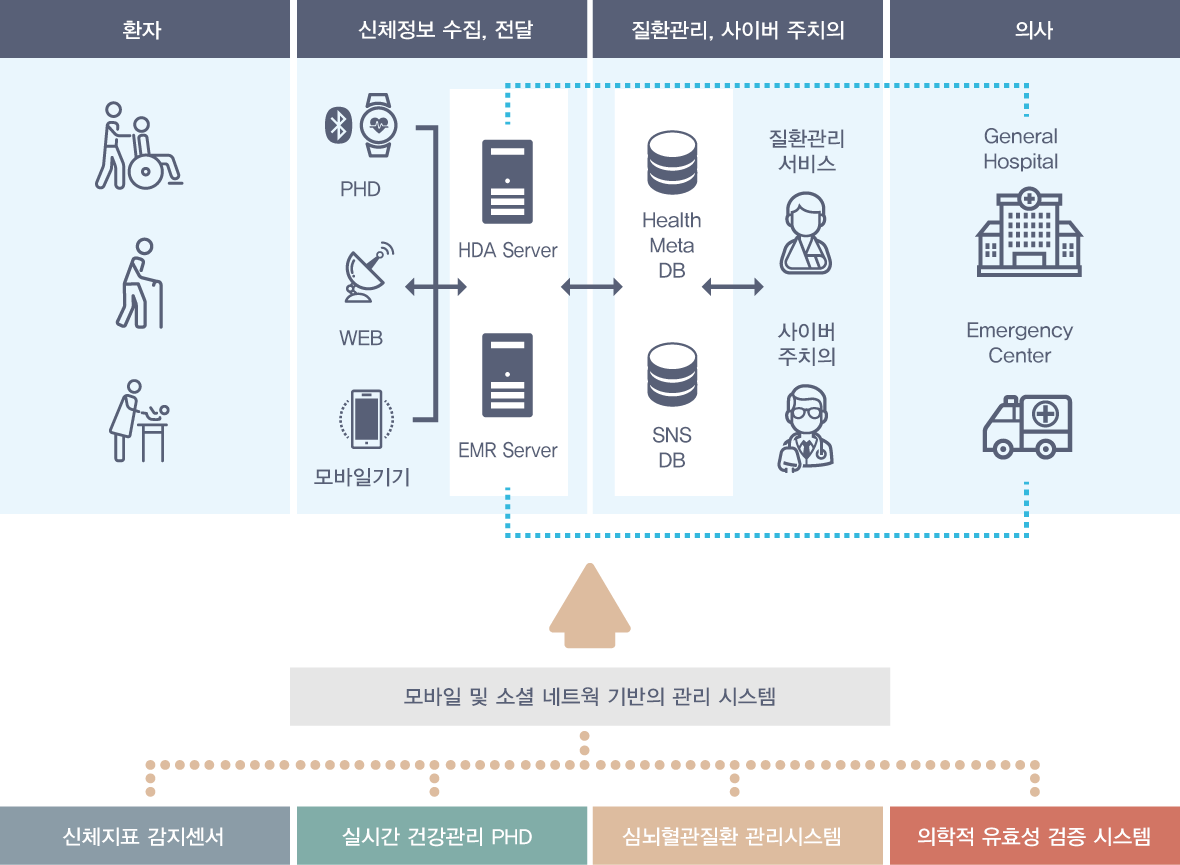 환자
신체정보 수집, 전달
질환관리, 사이버 주치의
의사
PHD
WEB
모바일기기
HDA Server
EMR Server
Health
Meta
DB
SNS
DB
질환관리
서비스
사이버
주치의
General
Hospital
Emergency
Center
모바일 및 소셜 네트웍 기반의 관리 시스템
신체지표 감지센서
실시간 건강관리 PHD
심뇌혈관질환 관리시스템
의학적 유효성 검증 시스템